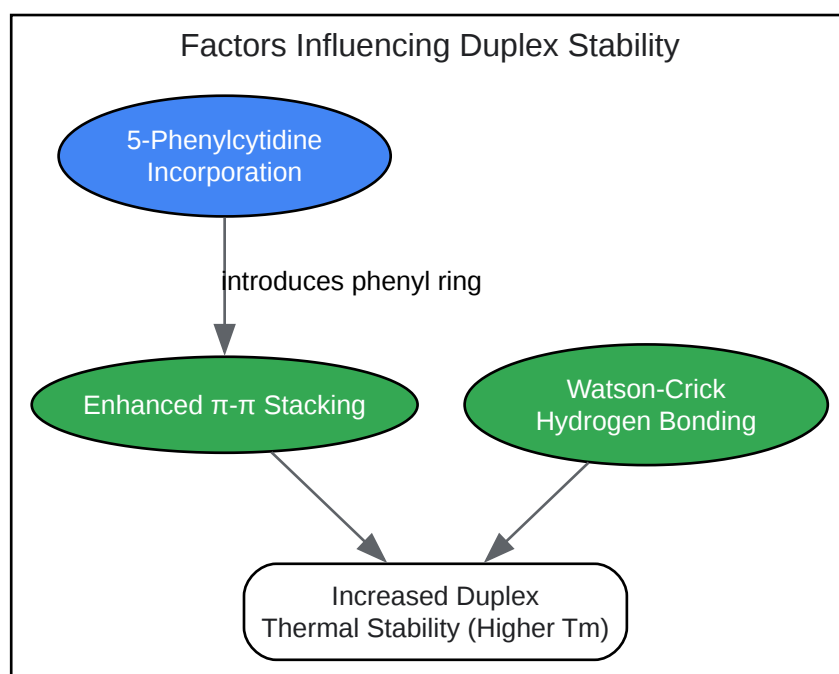 Factors Influencing Duplex Stability
5-Phenylcytidine
Incorporation
introduces phenyl ring
Enhanced π-π Stacking
Watson-Crick
Hydrogen Bonding
Increased Duplex
Thermal Stability (Higher Tm)